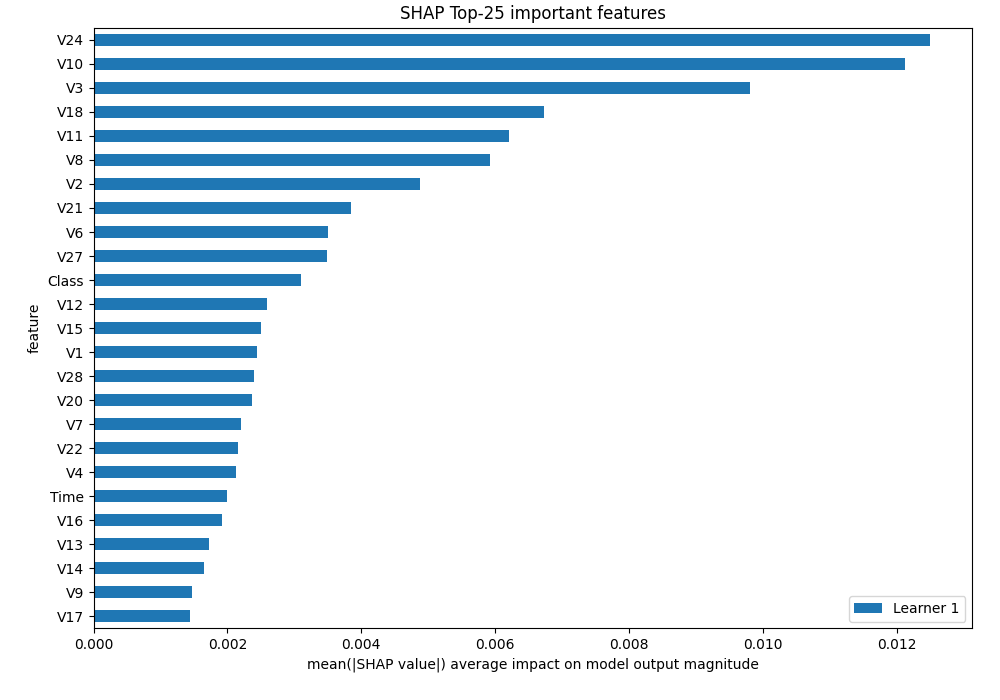 SHAP Top-25 important features
V24
V10
V3
V18
V11
V8
V2
V21
V6
V27
Class
V12
V15
V1
V28
V20
V7
V22
V4
Time
V16
V13
V14
V9
V17
feature
Learner 1
0.000 0.002 0.004 0.006 0.008 0.010 0.012
mean(|SHAP value|) average impact on model output magnitude